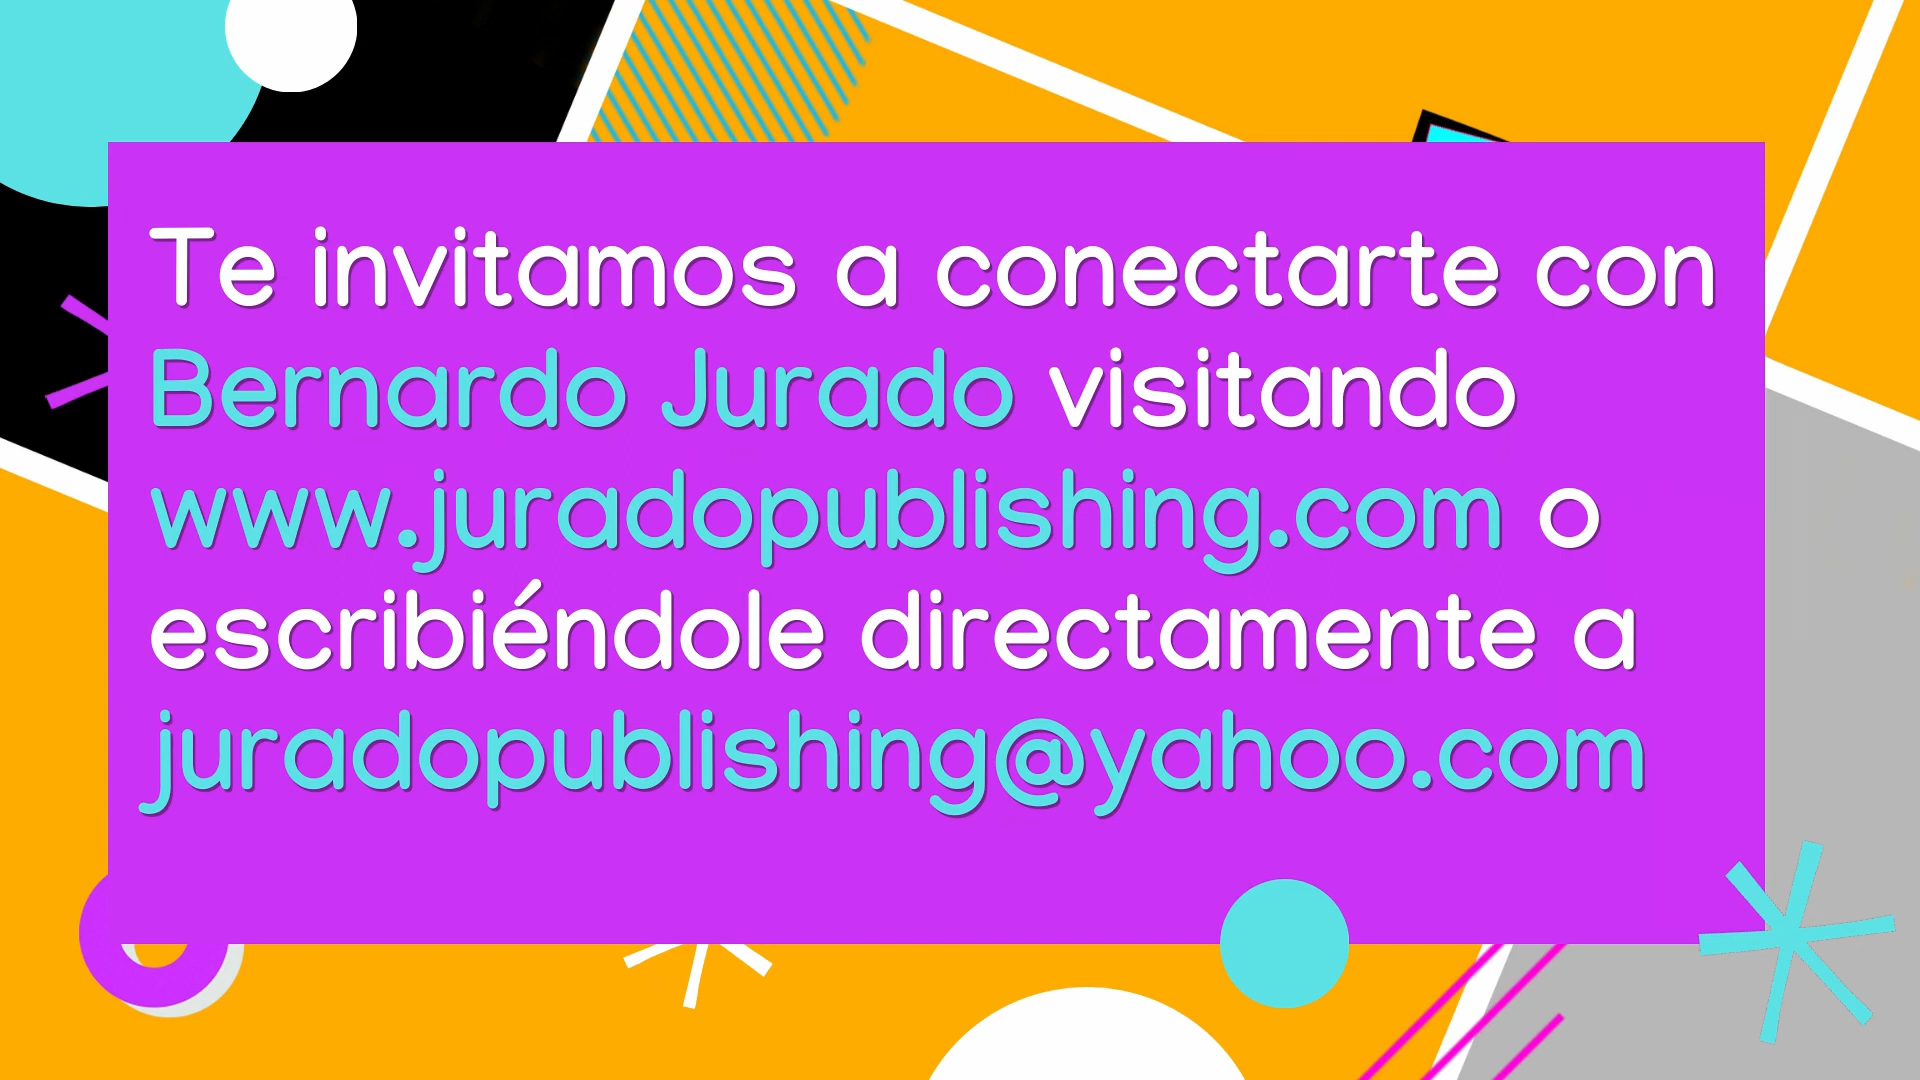 Te invitamos a conectarte con
Bernardo Jurado visitando
www.juradopublishing.com o
escribiéndole directamente a
juradopublishing@yahoo.com